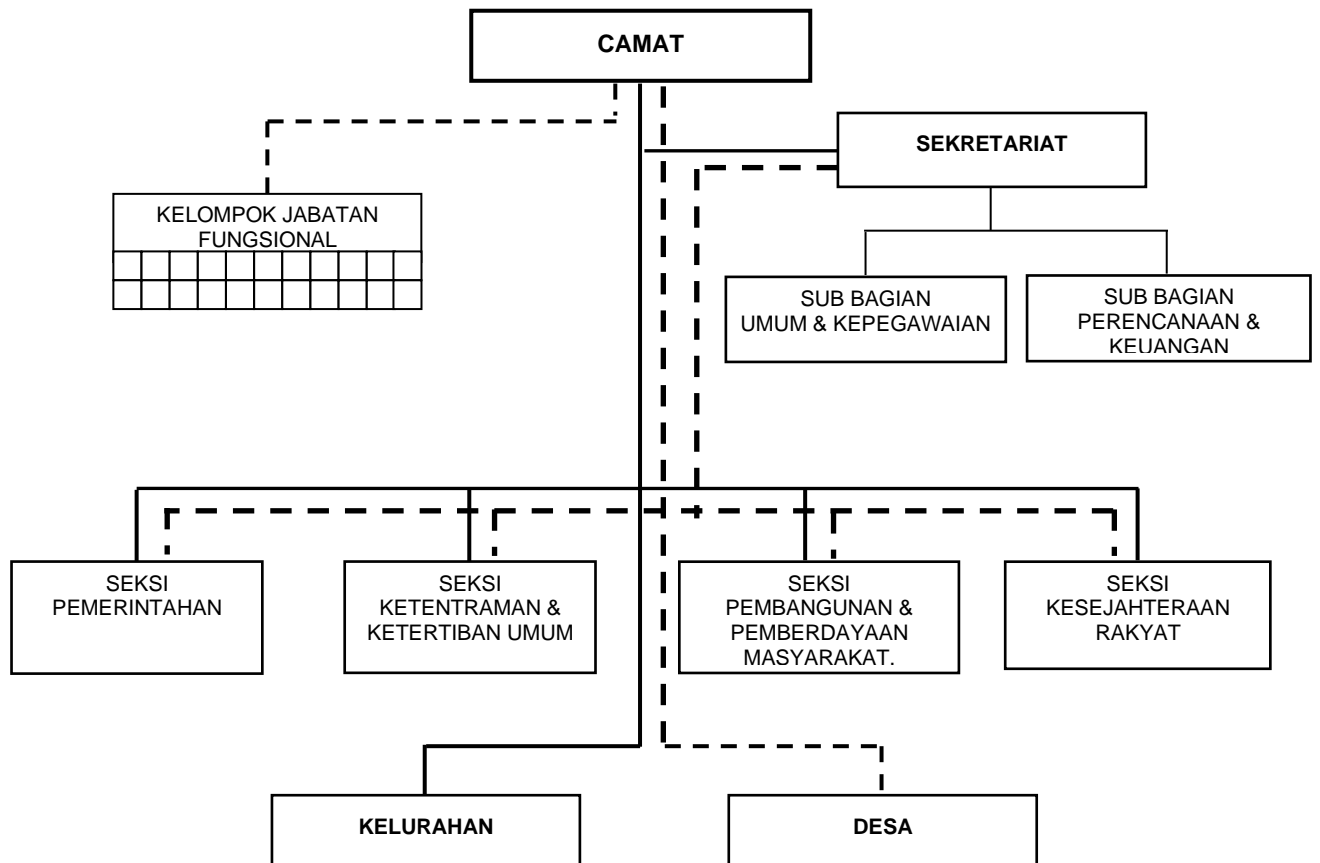 CAMAT
SEKRETARIAT
KELOMPOK JABATAN
FUNGSIONAL
SUB BAGIAN
UMUM & KEPEGAWAIAN
SUB BAGIAN
PERENCANAAN &
KEUANGAN
SEKSI
PEMERINTAHAN
SEKSI
KETENTRAMAN &
KETERTIBAN UMUM
SEKSI
PEMBANGUNAN &
PEMBERDAYAAN
MASYARAKAT.
SEKSI
KESEJAHTERAAN
RAKYAT
KELURAHAN
DESA